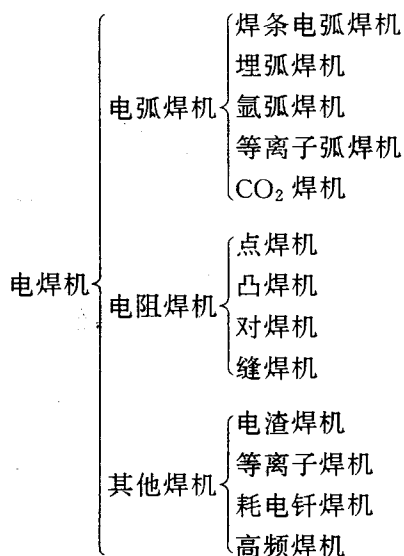 电焊机
电弧焊机
焊条电弧焊机
埋弧焊机
氩弧焊机
等离子弧焊机
CO₂ 焊机
电阻焊机
点焊机
凸焊机
对焊机
缝焊机
其他焊机
电渣焊机
等离子焊机
耗电钎焊机
高频焊机